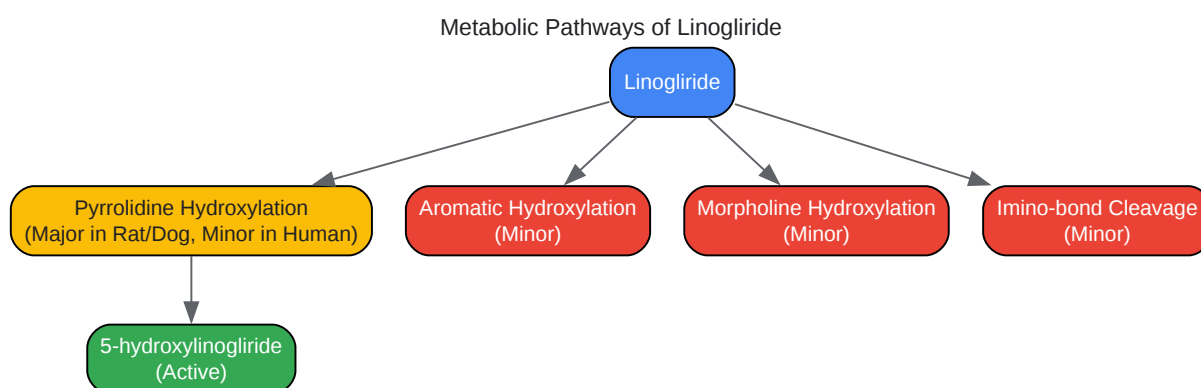 Metabolic Pathways of Linogliride
Linogliride
Pyrrolidine Hydroxylation
(Major in Rat/Dog, Minor in Human)
Aromatic Hydroxylation
(Minor)
Morpholine Hydroxylation
(Minor)
Imino-bond Cleavage
(Minor)
5-hydroxylinogliride
(Active)